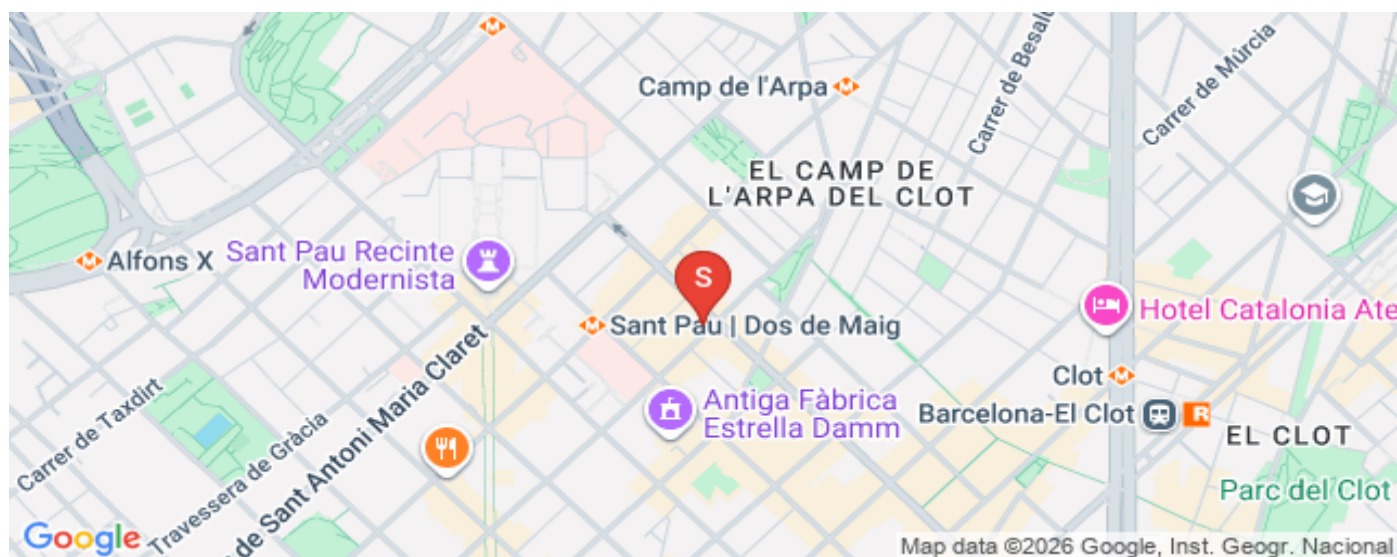 Camp de l'Arpa
Carrer de Besalú
Carrer de Múrcia
EL CAMP DE
L'ARPA DEL CLOT
Alfons X
Sant Pau Recinte
Modernista
S
Sant Pau | Dos de Maig
Hotel Catalonia Ate
Carrer de Taxdirt
Travessera de Gràcia
de Sant Antoni Maria Claret
Antiga Fàbrica
Estrella Damm
Clot
Barcelona-El Clot
R
EL CLOT
Parc del Clot
Google
Map data ©2026 Google, Inst. Geogr. Nacional